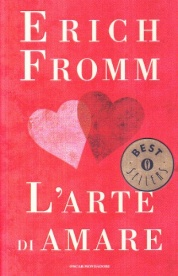 ERICH
FROMM
BEST
SELLERS
L'ARTE
DI AMARE
OSCAR MONDADORI